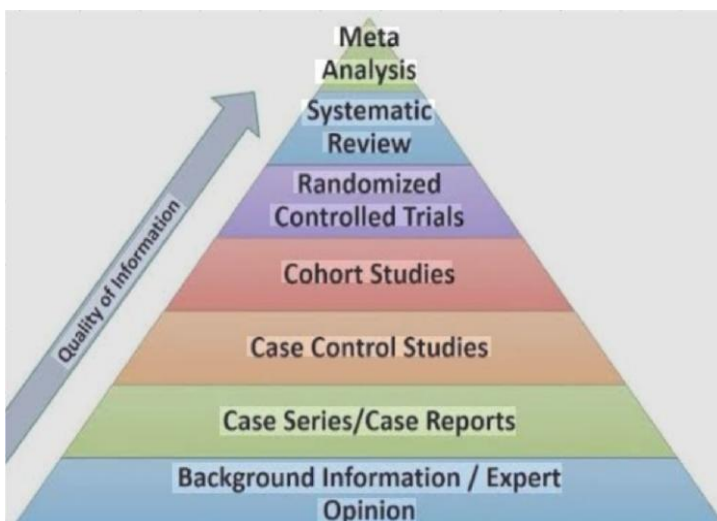 Meta
Analysis
Systematic
Review
Randomized
Controlled Trials
Cohort Studies
Case Control Studies
Case Series/Case Reports
Background Information / Expert
Opinion
Quality of Information